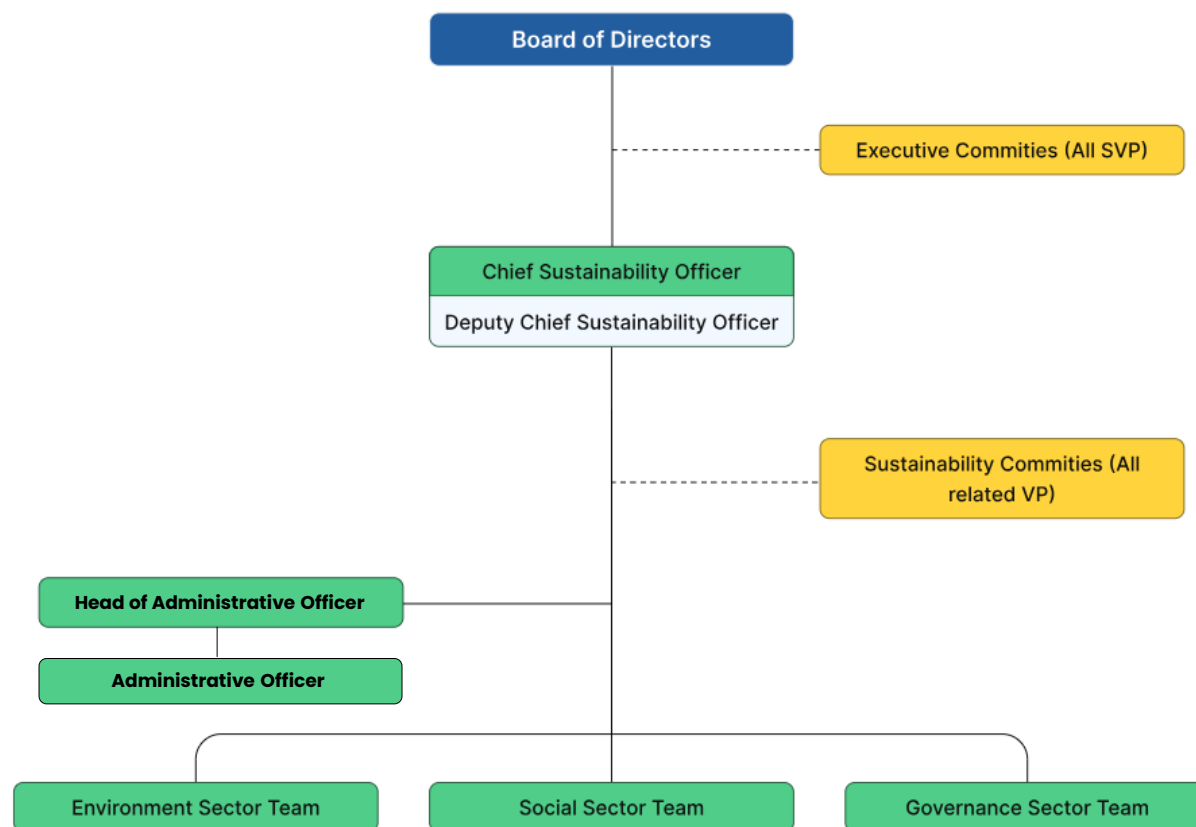 Board of Directors
Executive Commities (All SVP)
Chief Sustainability Officer
Deputy Chief Sustainability Officer
Sustainability Commities (All
related VP)
Head of Administrative Officer
Administrative Officer
Environment Sector Team
Social Sector Team
Governance Sector Team